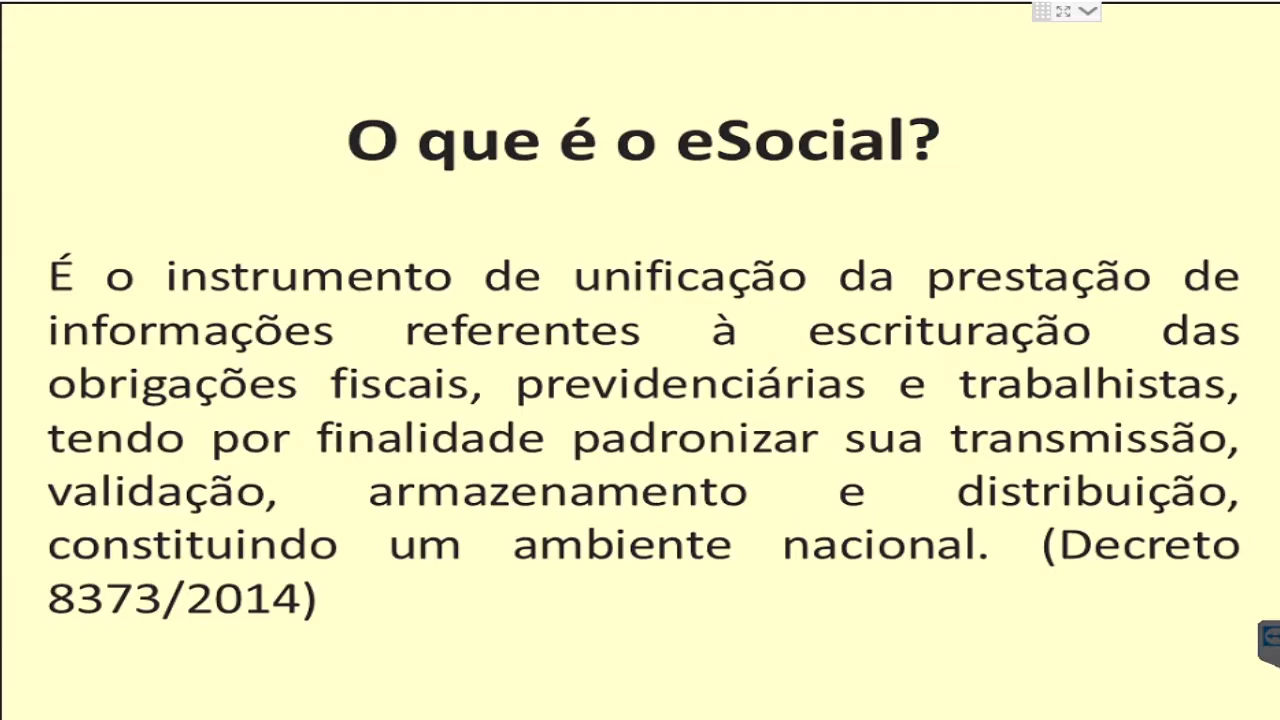 O que é o eSocial?
É o instrumento de unificação da prestação de
informações referentes à escrituração das
obrigações fiscais, previdenciárias e trabalhistas,
tendo por finalidade padronizar sua transmissão,
validação, armazenamento e distribuição,
constituindo um ambiente nacional. (Decreto
8373/2014)